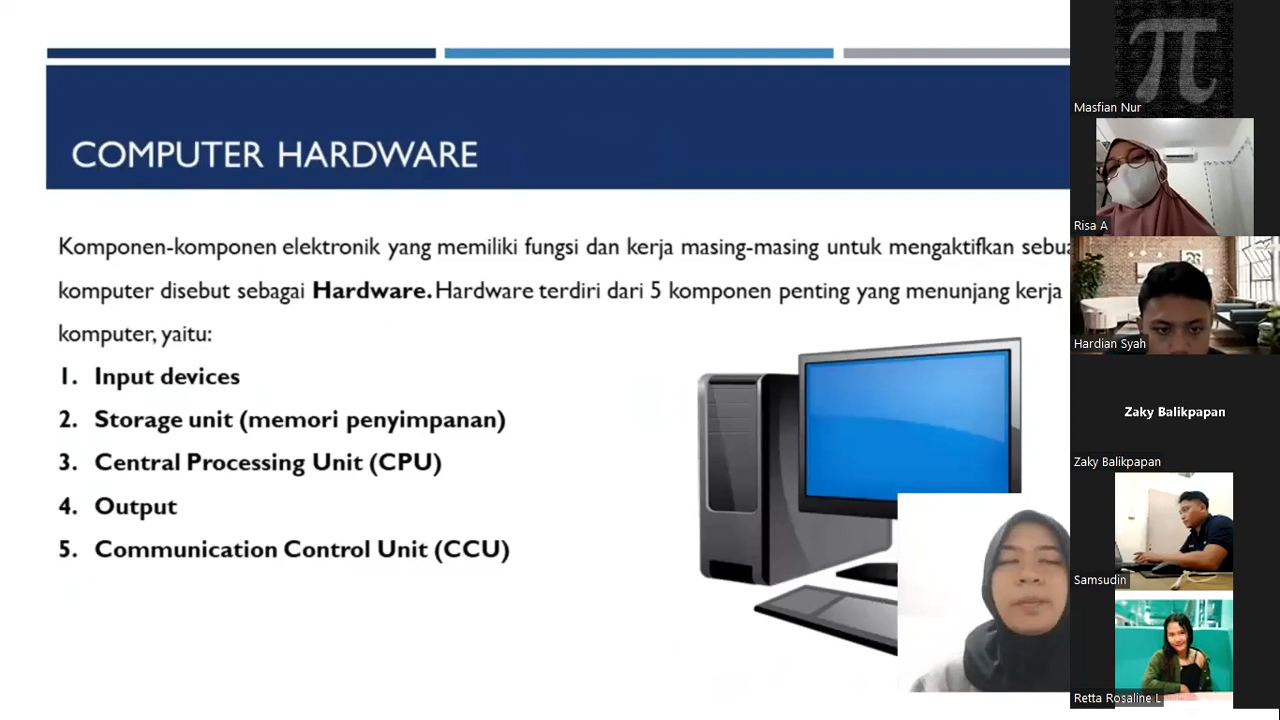 COMPUTER HARDWARE
Komponen-komponen elektronik yang memiliki fungsi dan kerja masing-masing untuk mengaktifkan sebua
komputer disebut sebagai Hardware. Hardware terdiri dari 5 komponen penting yang menunjang kerja
komputer, yaitu:
1. Input devices
2. Storage unit (memori penyimpanan)
3. Central Processing Unit (CPU)
4. Output
5. Communication Control Unit (CCU)
π
Masfian Nur
Risa A
Hardian Syah
Zaky Balikpapan
Zaky Balikpapan
Samsudin
Retta Rosaline L